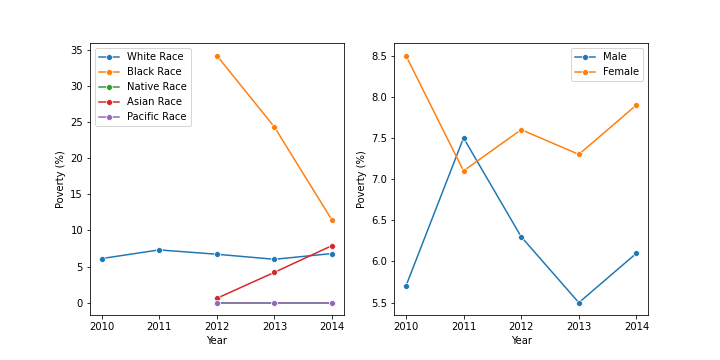 White Race
Black Race
Native Race
Asian Race
Pacific Race
Poverty (%)
35
30
25
20
15
10
5
0
2010 2011 2012 2013 2014
Year
Male
Female
Poverty (%)
8.5
8.0
7.5
7.0
6.5
6.0
5.5
2010 2011 2012 2013 2014
Year